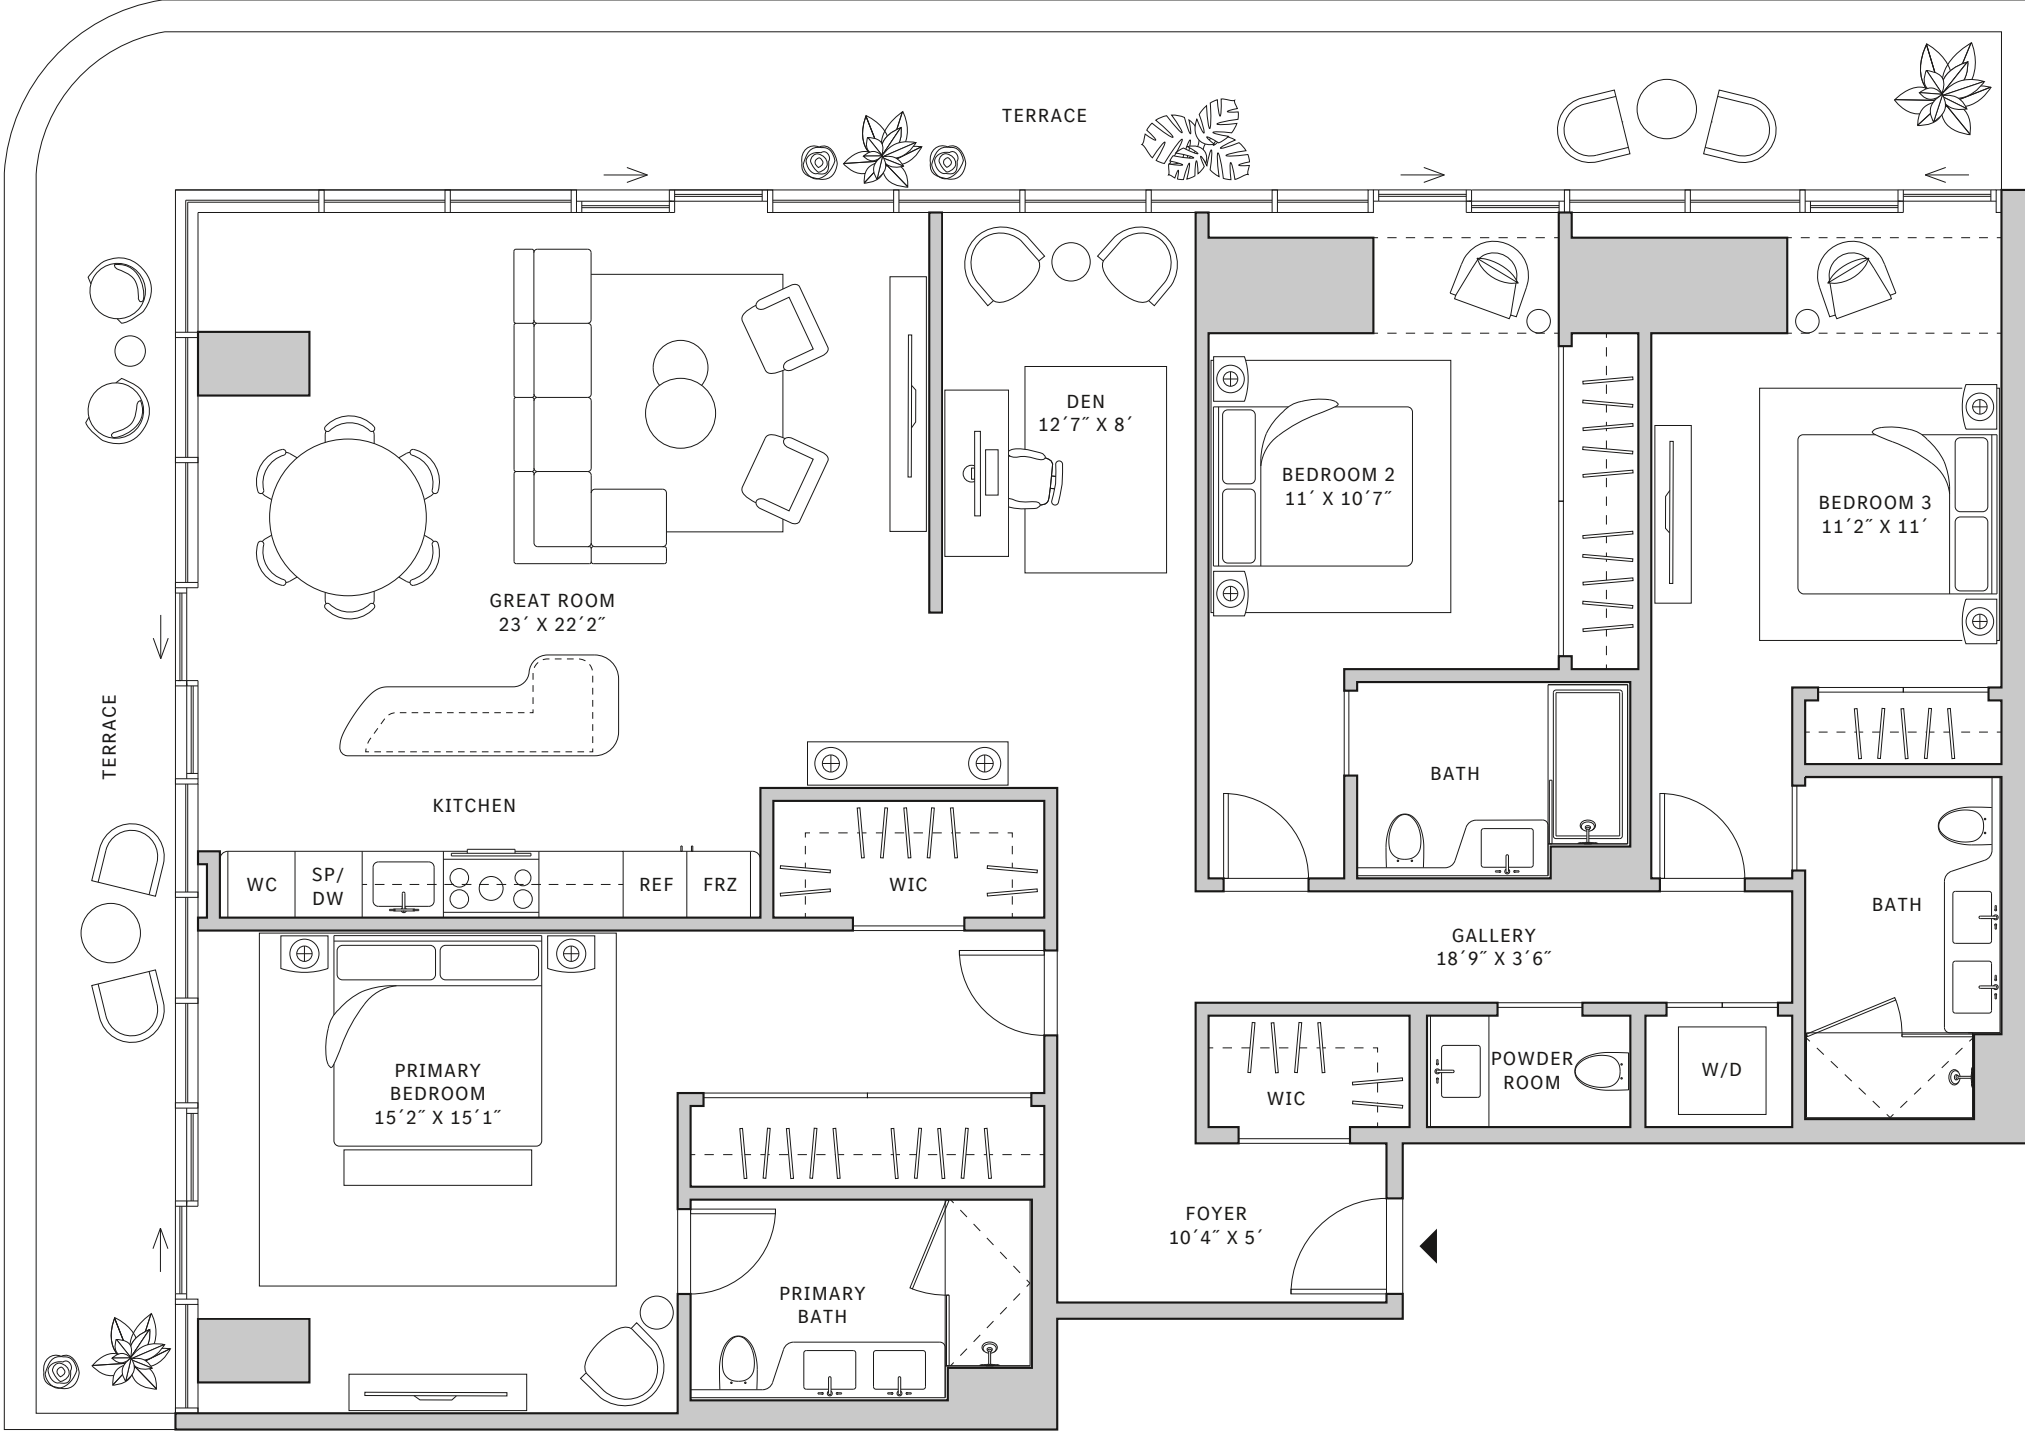 TERRACE
DEN
12´7˝ X 8´
BEDROOM 2
11´ X 10´7˝
BEDROOM 3
11´2˝ X 11´
GREAT ROOM
23´ X 22´2˝
TERRACE
BATH
KITCHEN
WC
SP/
DW
REF
FRZ
WIC
BATH
GALLERY
18´9˝ X 3´6˝
PRIMARY
BEDROOM
15´2˝ X 15´1˝
WIC
POWDER
ROOM
W/D
FOYER
10´4˝ X 5´
PRIMARY
BATH